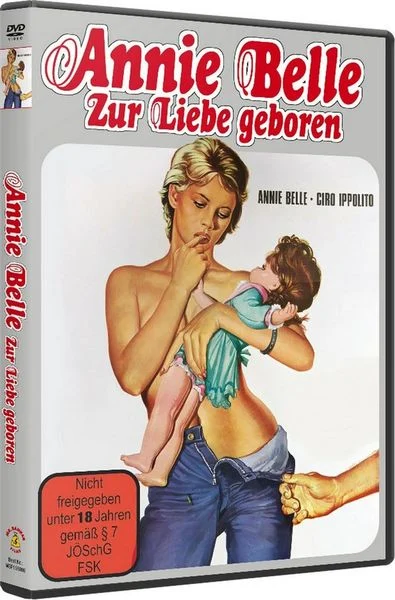 DVD
VIDEO
Annie Belle
Zur Liebe geboren
ANNIE BELLE · CIRO IPPOLITO
Annie Belle
Zur Liebe geboren
Nicht
freigegeben
unter 18 Jahren
gemäß § 7
JÖSchG
FSK